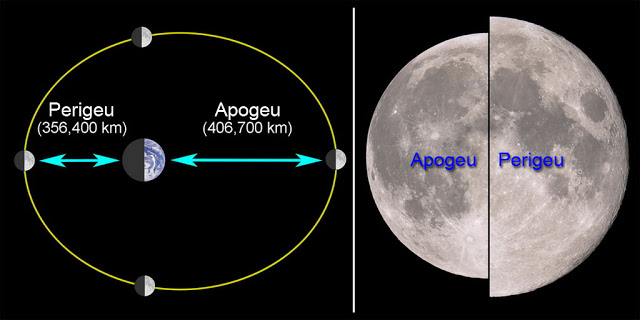 Perigeu
(356,400 km)
Apogeu
(406,700 km)
Apogeu
Perigeu